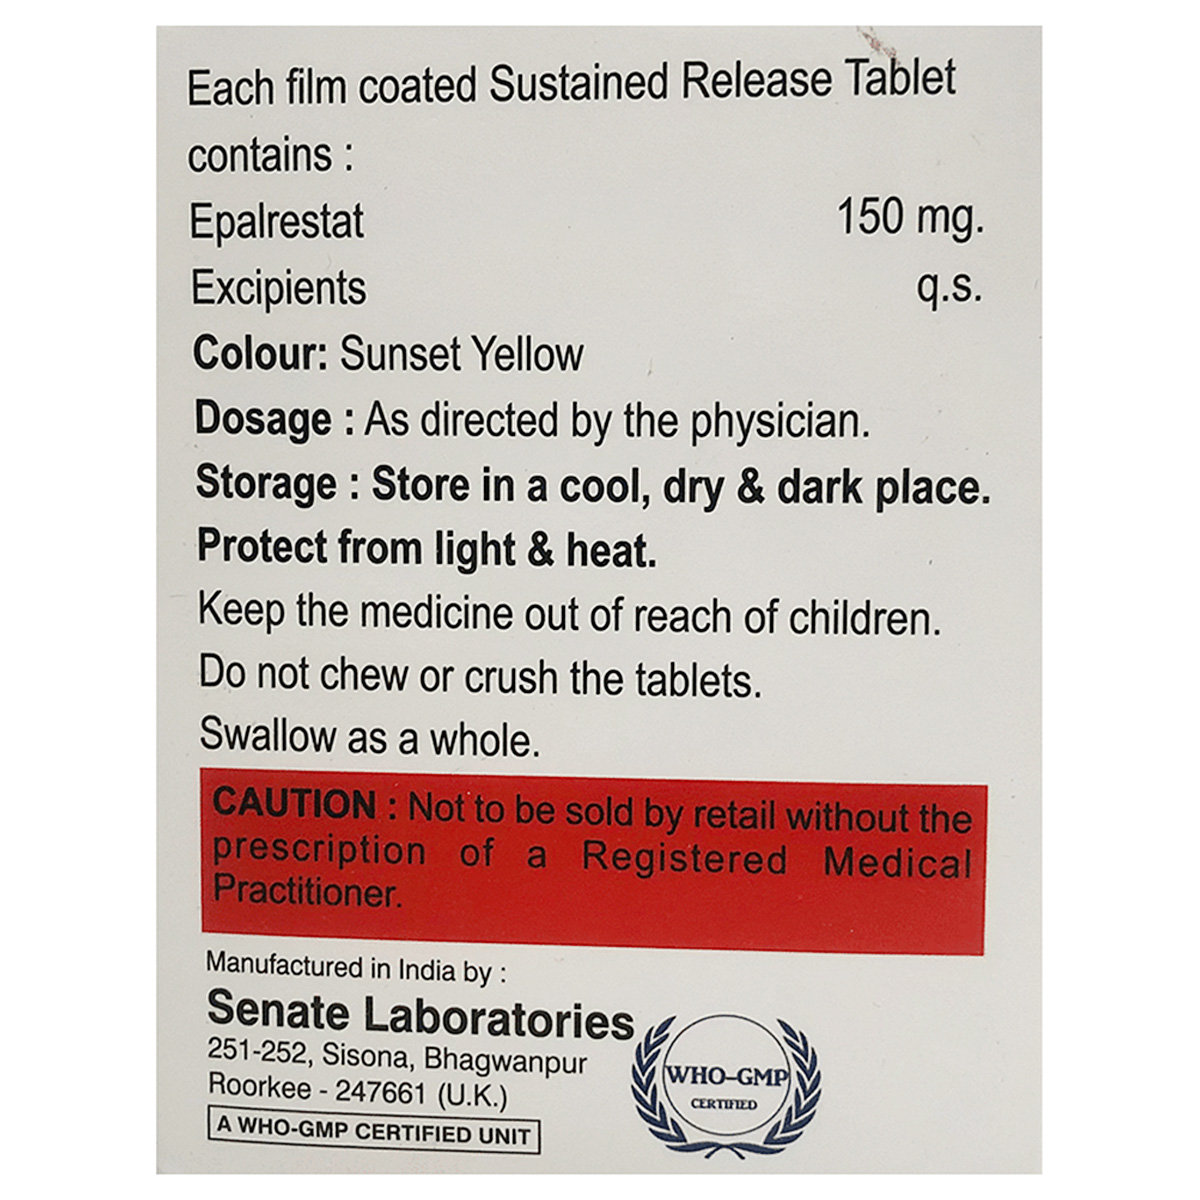 Each film coated Sustained Release Tablet
contains :
Epalrestat 150 mg.
Excipients q.s.
Colour: Sunset Yellow
Dosage : As directed by the physician.
Storage : Store in a cool, dry & dark place.
Protect from light & heat.
Keep the medicine out of reach of children.
Do not chew or crush the tablets.
Swallow as a whole.
CAUTION : Not to be sold by retail without the
prescription of a Registered Medical
Practitioner.
Manufactured in India by :
Senate Laboratories
251-252, Sisona, Bhagwanpur
Roorkee - 247661 (U.K.)
A WHO-GMP CERTIFIED UNIT
WHO-GMP
CERTIFIED